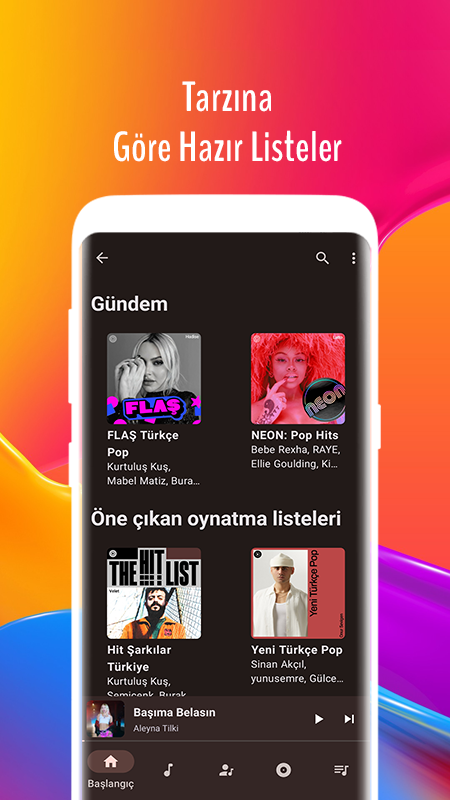 Tarzına
Göre Hazır Listeler
Gündem
FLAŞ
NEON
FLAŞ Türkçe
Pop
Kurtuluş Kuş,
Mabel Matiz, Bura...
NEON: Pop Hits
Bebe Rexha, RAYE,
Ellie Goulding, Ki...
Öne çıkan oynatma listeleri
THE HIT LIST
Velet
Yeni Türkçe Pop
Hit Şarkılar
Türkiye
Kurtuluş Kuş,
Semicenk, Burak
Yeni Türkçe Pop
Sinan Akçıl,
yunusemre, Gülce...
Başıma Belasın
Aleyna Tilki
Başlangıç